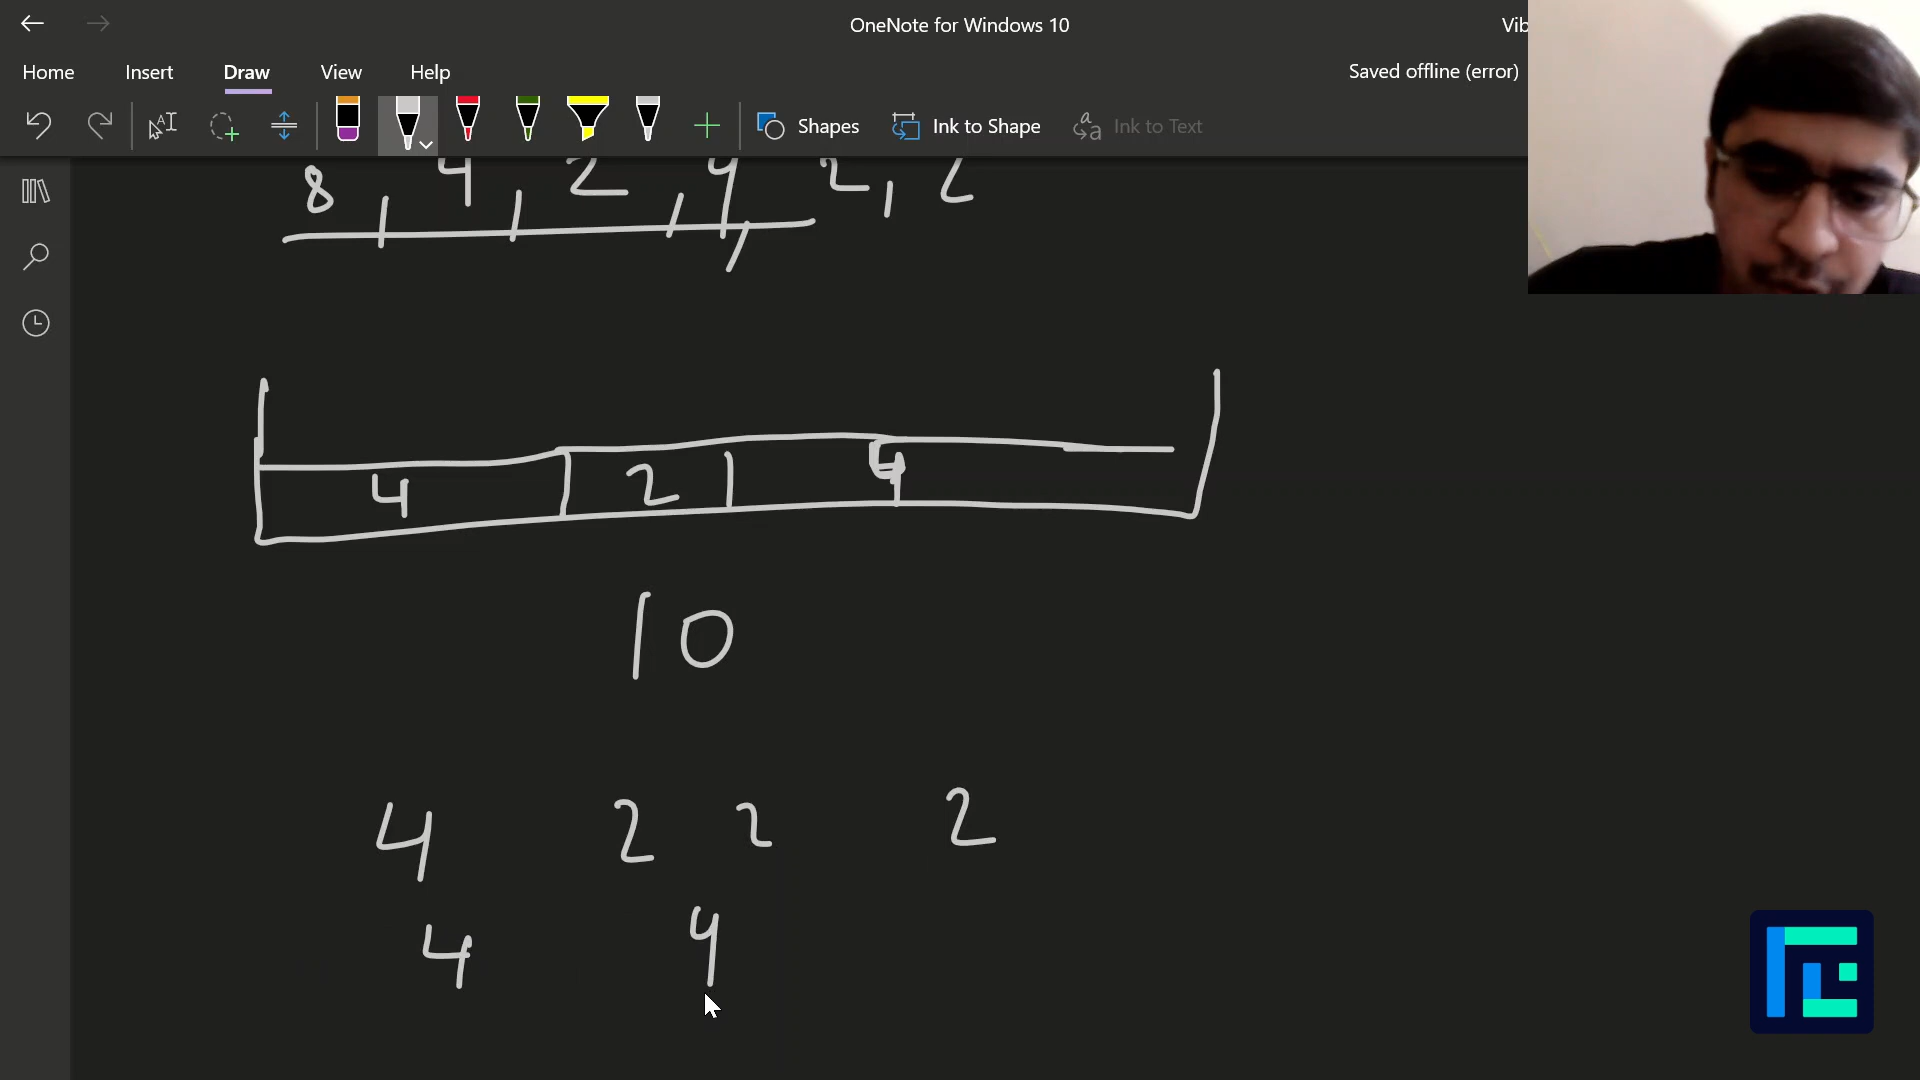 OneNote for Windows 10
Vib
Home Insert Draw View Help
Saved offline (error)
Shapes Ink to Shape Ink to Text
8, 4, 2, 4, 2, 2
4 2 4
10
4 2 2 2
4 4